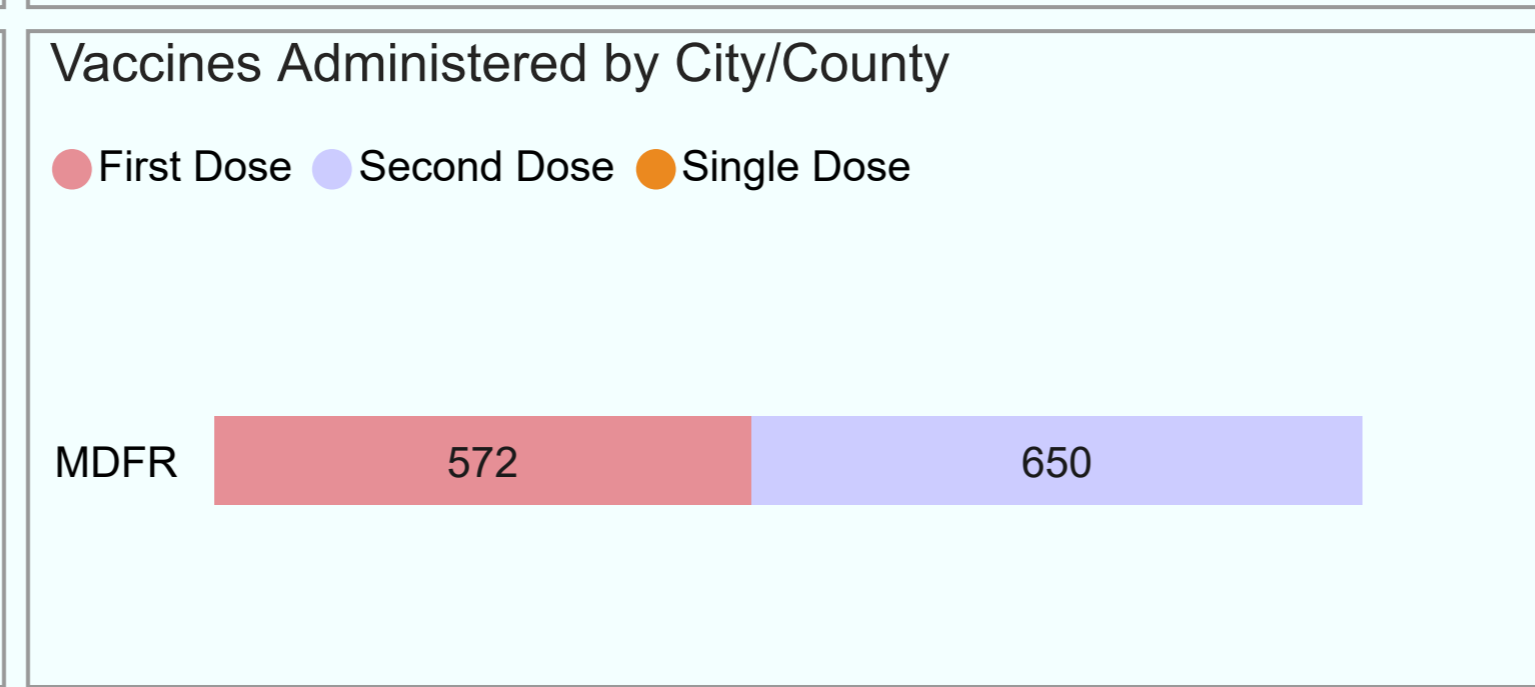 Vaccines Administered by City/County
First Dose Second Dose Single Dose
MDFR 572 650